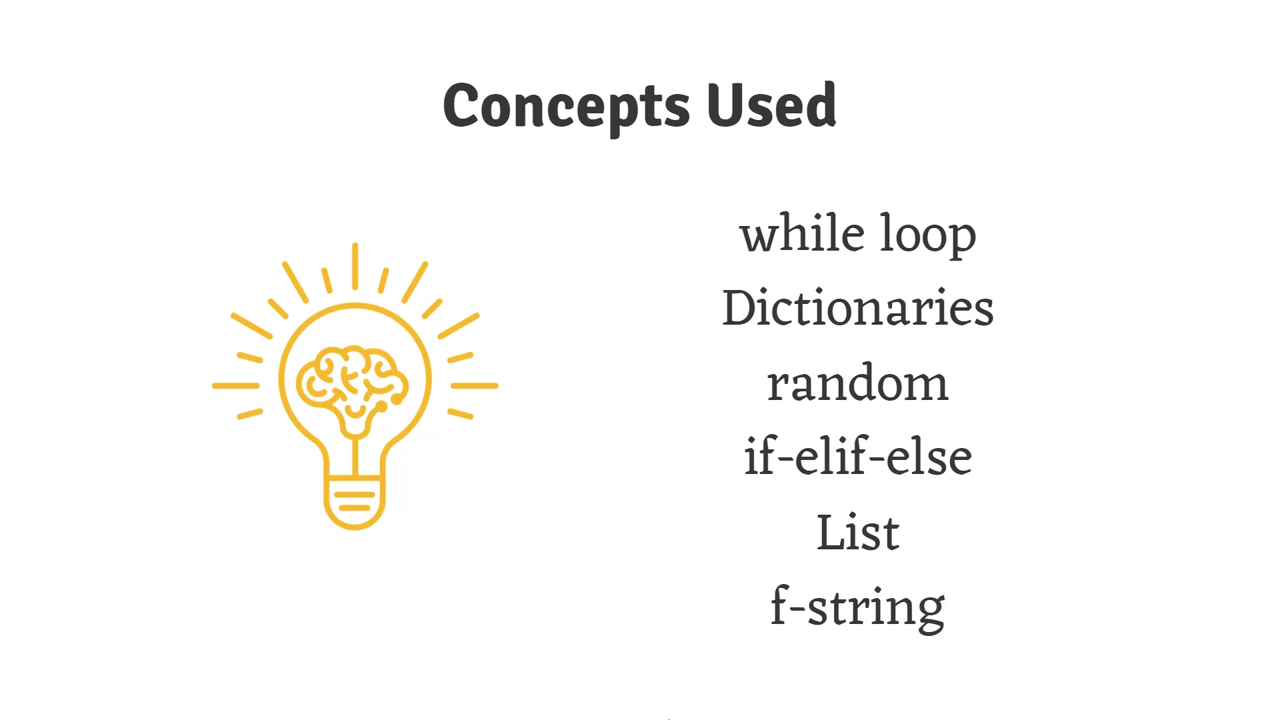 Concepts Used
while loop
Dictionaries
random
if-elif-else
List
f-string